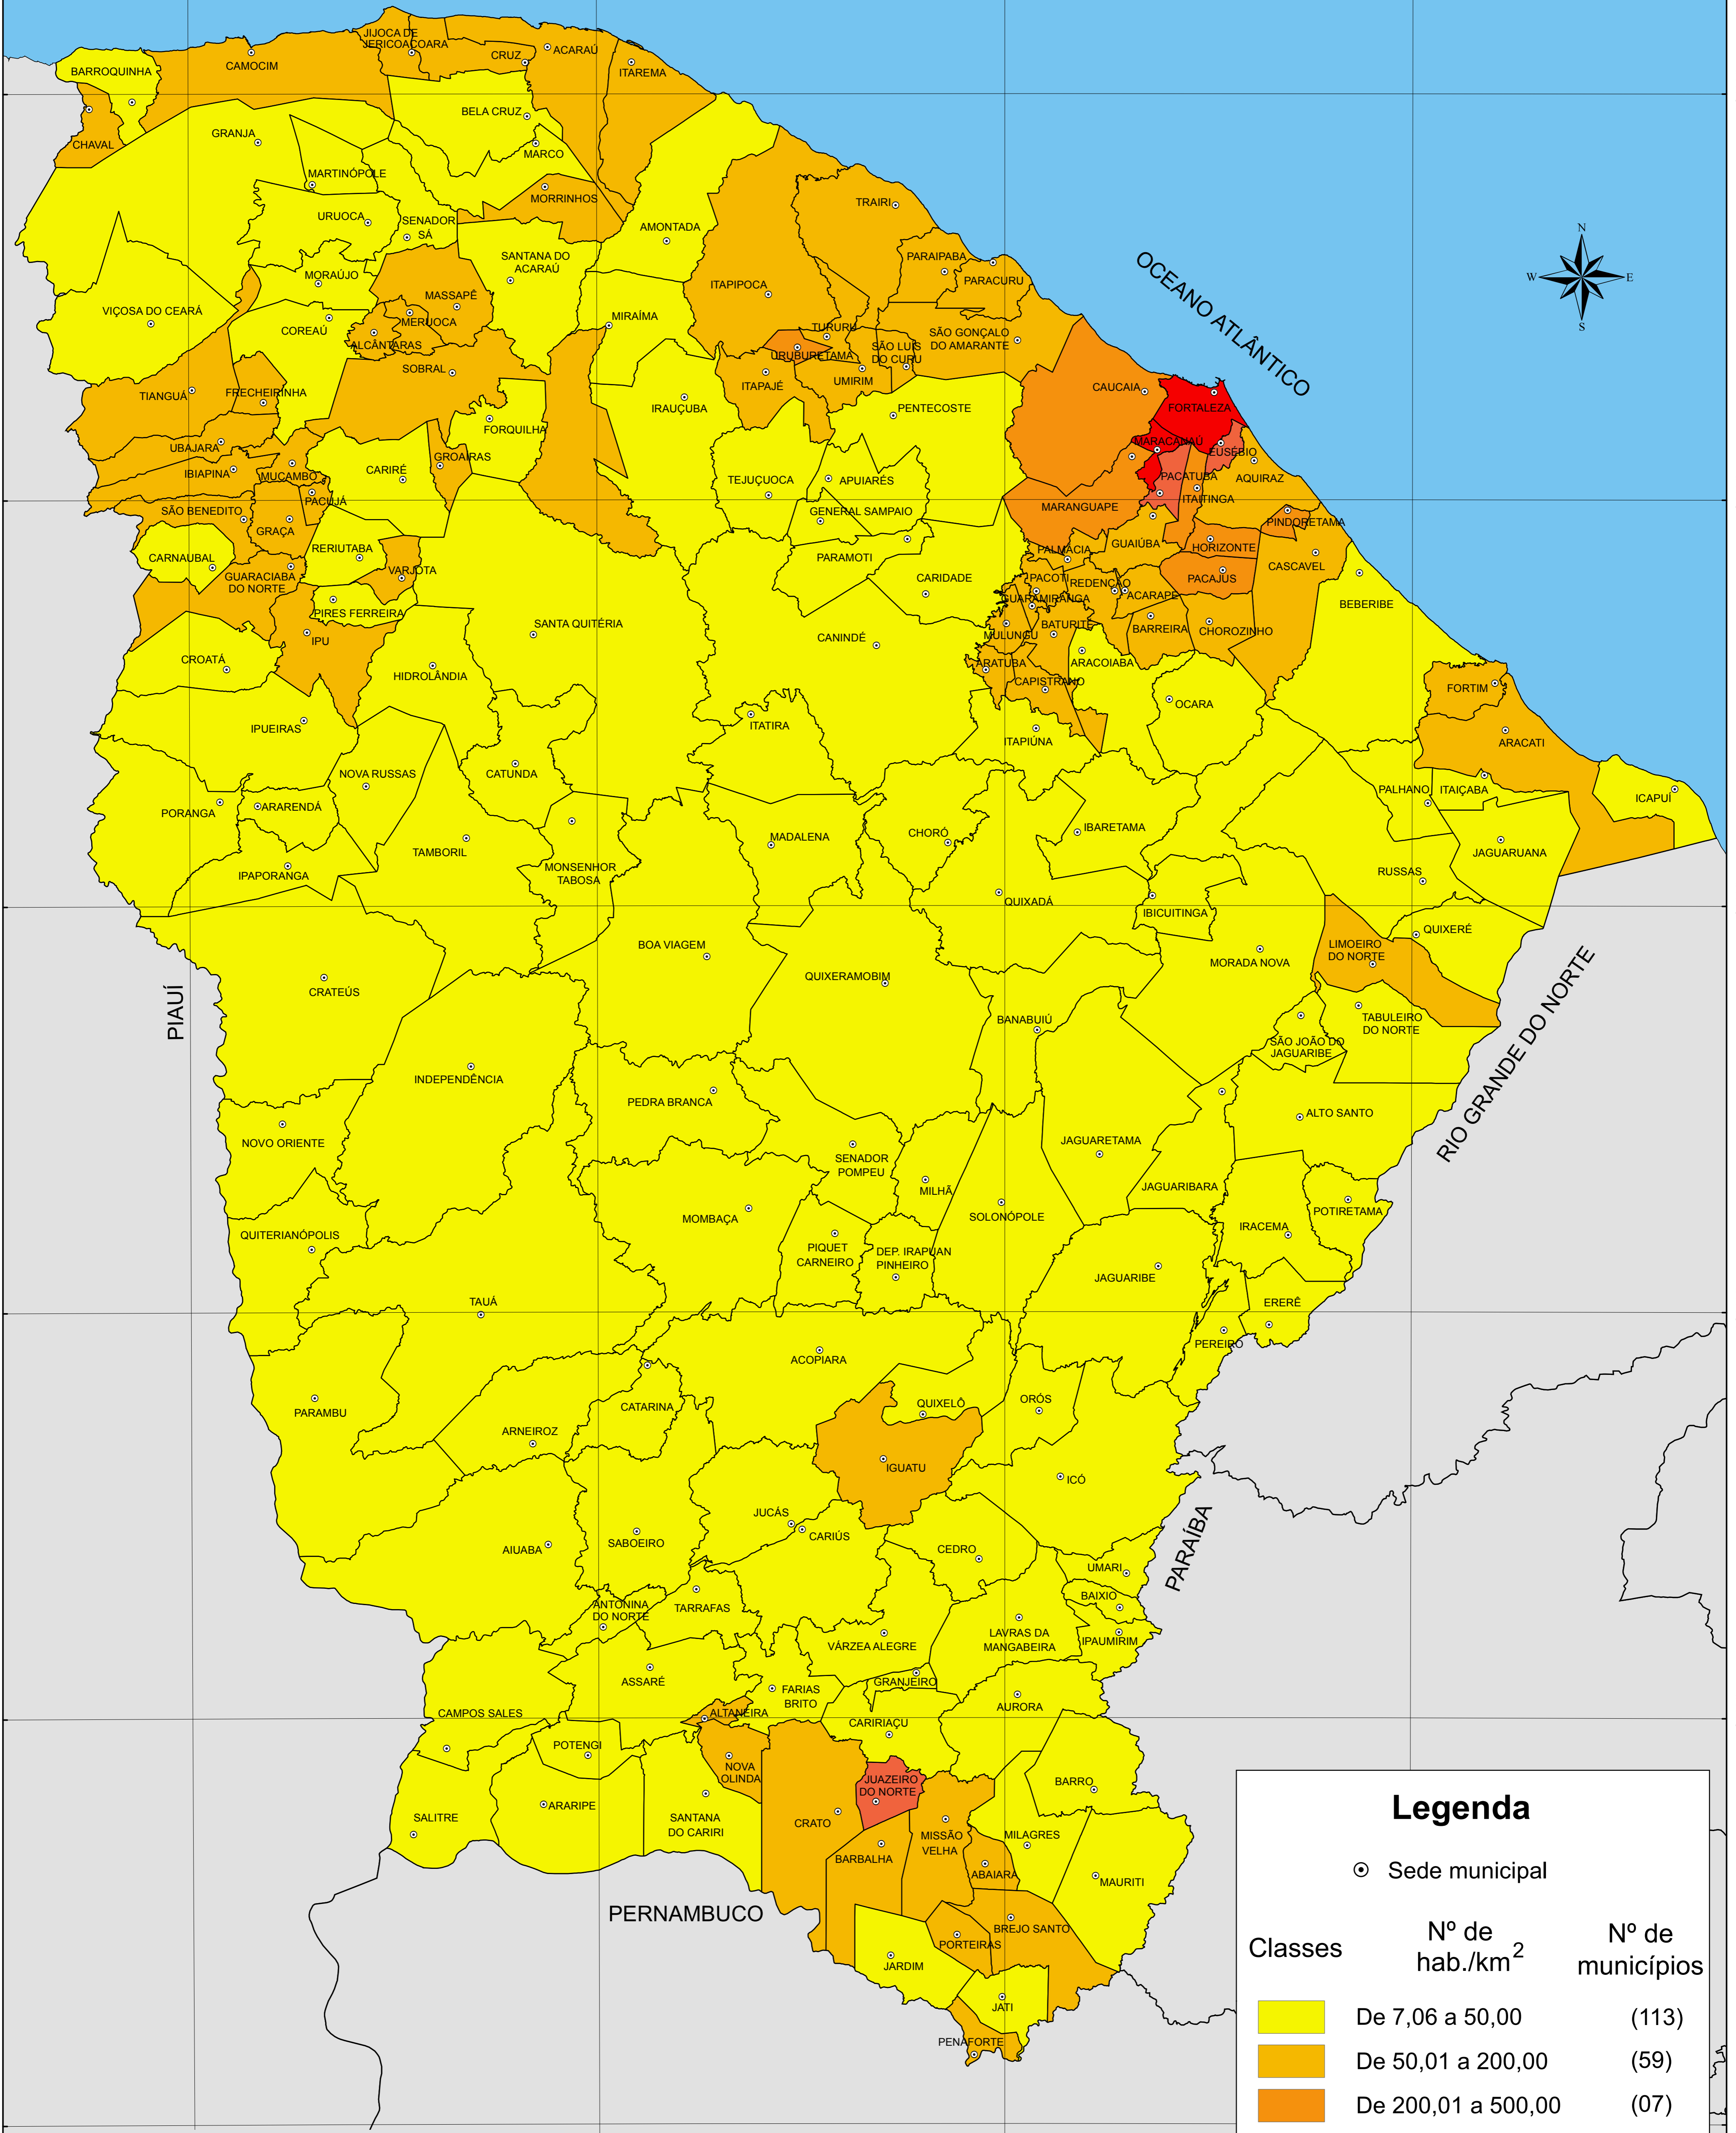 JIJOCA DE
JERICOACOARA
CRUZ
ACARAÚ
ITAREMA
CAMOCIM
BARROQUINHA
CHAVAL
BELA CRUZ
GRANJA
MARCO
MARTINÓPOLE
MORRINHOS
TRAIRI
URUOCA
SENADOR
SÁ
AMONTADA
N
W
E
S
OCEANO ATLÂNTICO
SANTANA DO
ACARAÚ
PARAIPABA
PARACURU
MORAÚJO
ITAPIPOCA
MASSAPÊ
VIÇOSA DO CEARÁ
MIRAÍMA
MERUOCA
COREAÚ
TURURU
SÃO GONÇALO
DO AMARANTE
ALCÂNTARAS
URUBURETAMA
SÃO LUIS
DO CURU
SOBRAL
ITAPAJÉ
UMIRIM
CAUCAIA
TIANGUÁ
FRECHEIRINHA
IRAUÇUBA
PENTECOSTE
FORTALEZA
FORQUILHA
UBAJARA
MARACANAÚ
EUSÉBIO
GROAIRAS
IBIAPINA
MUCAMBO
CARIRÉ
TEJUÇUOCA
APUIARÉS
PACATUBA
AQUIRAZ
PACUJÁ
ITAITINGA
SÃO BENEDITO
GENERAL SAMPAIO
MARANGUAPE
PINDORETAMA
GRAÇA
CARNAUBAL
RERIUTABA
PARAMOTI
PALMÁCIA
GUAIÚBA
HORIZONTE
VARJOTA
GUARACIABA
DO NORTE
CARIDADE
PACOTI
REDENÇÃO
PACAJUS
CASCAVEL
PIRES FERREIRA
GUARAMIRANGA
ACARAPE
BEBERIBE
SANTA QUITÉRIA
CANINDÉ
MULUNGU
BATURITÉ
BARREIRA
CHOROZINHO
IPU
CROATÁ
HIDROLÂNDIA
ARATUBA
ARACOIABA
CAPISTRANO
FORTIM
OCARA
IPUEIRAS
ITATIRA
ITAPIÚNA
ARACATI
NOVA RUSSAS
CATUNDA
PALHANO
ITAIÇABA
ICAPUÍ
PORANGA
ARARENDÁ
IBARETAMA
MADALENA
CHORÓ
TAMBORIL
JAGUARUANA
IPAPORANGA
MONSENHOR
TABOSA
RUSSAS
QUIXADÁ
IBICUITINGA
QUIXERÉ
BOA VIAGEM
LIMOEIRO
DO NORTE
MORADA NOVA
QUIXERAMOBIM
CRATEÚS
PIAUÍ
BANABUIÚ
TABULEIRO
DO NORTE
SÃO JOÃO DO
JAGUARIBE
RIO GRANDE DO NORTE
INDEPENDÊNCIA
PEDRA BRANCA
ALTO SANTO
NOVO ORIENTE
JAGUARETAMA
SENADOR
POMPEU
MILHÃ
JAGUARIBARA
POTIRETAMA
MOMBAÇA
SOLONÓPOLE
IRACEMA
QUITERIANÓPOLIS
PIQUET
CARNEIRO
DEP. IRAPUAN
PINHEIRO
JAGUARIBE
TAUÁ
ERERÊ
PEREIRO
ACOPIARA
PARAMBU
CATARINA
QUIXELÔ
ORÓS
ARNEIROZ
IGUATU
ICÓ
JUCÁS
CARIÚS
PARAÍBA
AIUABA
SABOEIRO
CEDRO
UMARI
BAIXIO
ANTONINA
DO NORTE
TARRAFAS
VÁRZEA ALEGRE
LAVRAS DA
MANGABEIRA
IPAUMIRIM
ASSARÉ
GRANJEIRO
FARIAS
BRITO
AURORA
CAMPOS SALES
ALTANEIRA
CARIRIAÇU
POTENGI
NOVA
OLINDA
JUAZEIRO
DO NORTE
BARRO
ARARIPE
SALITRE
SANTANA
DO CARIRI
CRATO
MISSÃO
VELHA
MILAGRES
BARBALHA
ABAIARA
MAURITI
PERNAMBUCO
BREJO SANTO
PORTEIRAS
JARDIM
JATI
PENAFORTE
Legenda
Sede municipal
Classes
Nº de
hab./km2
Nº de
municípios
De 7,06 a 50,00 (113)
De 50,01 a 200,00 (59)
De 200,01 a 500,00 (07)